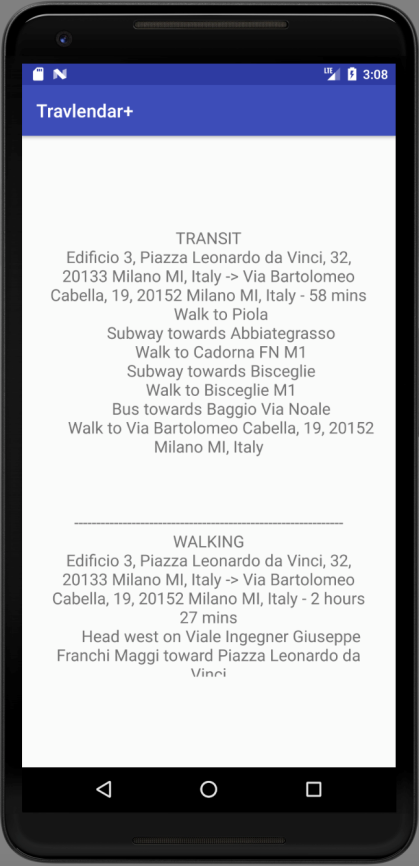 LTE 3:08
Travlendar+
TRANSIT
Edificio 3, Piazza Leonardo da Vinci, 32,
20133 Milano MI, Italy -> Via Bartolomeo
Cabella, 19, 20152 Milano MI, Italy - 58 mins
Walk to Piola
Subway towards Abbiategrasso
Walk to Cadorna FN M1
Subway towards Bisceglie
Walk to Bisceglie M1
Bus towards Baggio Via Noale
Walk to Via Bartolomeo Cabella, 19, 20152
Milano MI, Italy
------------------------------------------------------------
WALKING
Edificio 3, Piazza Leonardo da Vinci, 32,
20133 Milano MI, Italy -> Via Bartolomeo
Cabella, 19, 20152 Milano MI, Italy - 2 hours
27 mins
Head west on Viale Ingegner Giuseppe
Franchi Maggi toward Piazza Leonardo da
Vinci